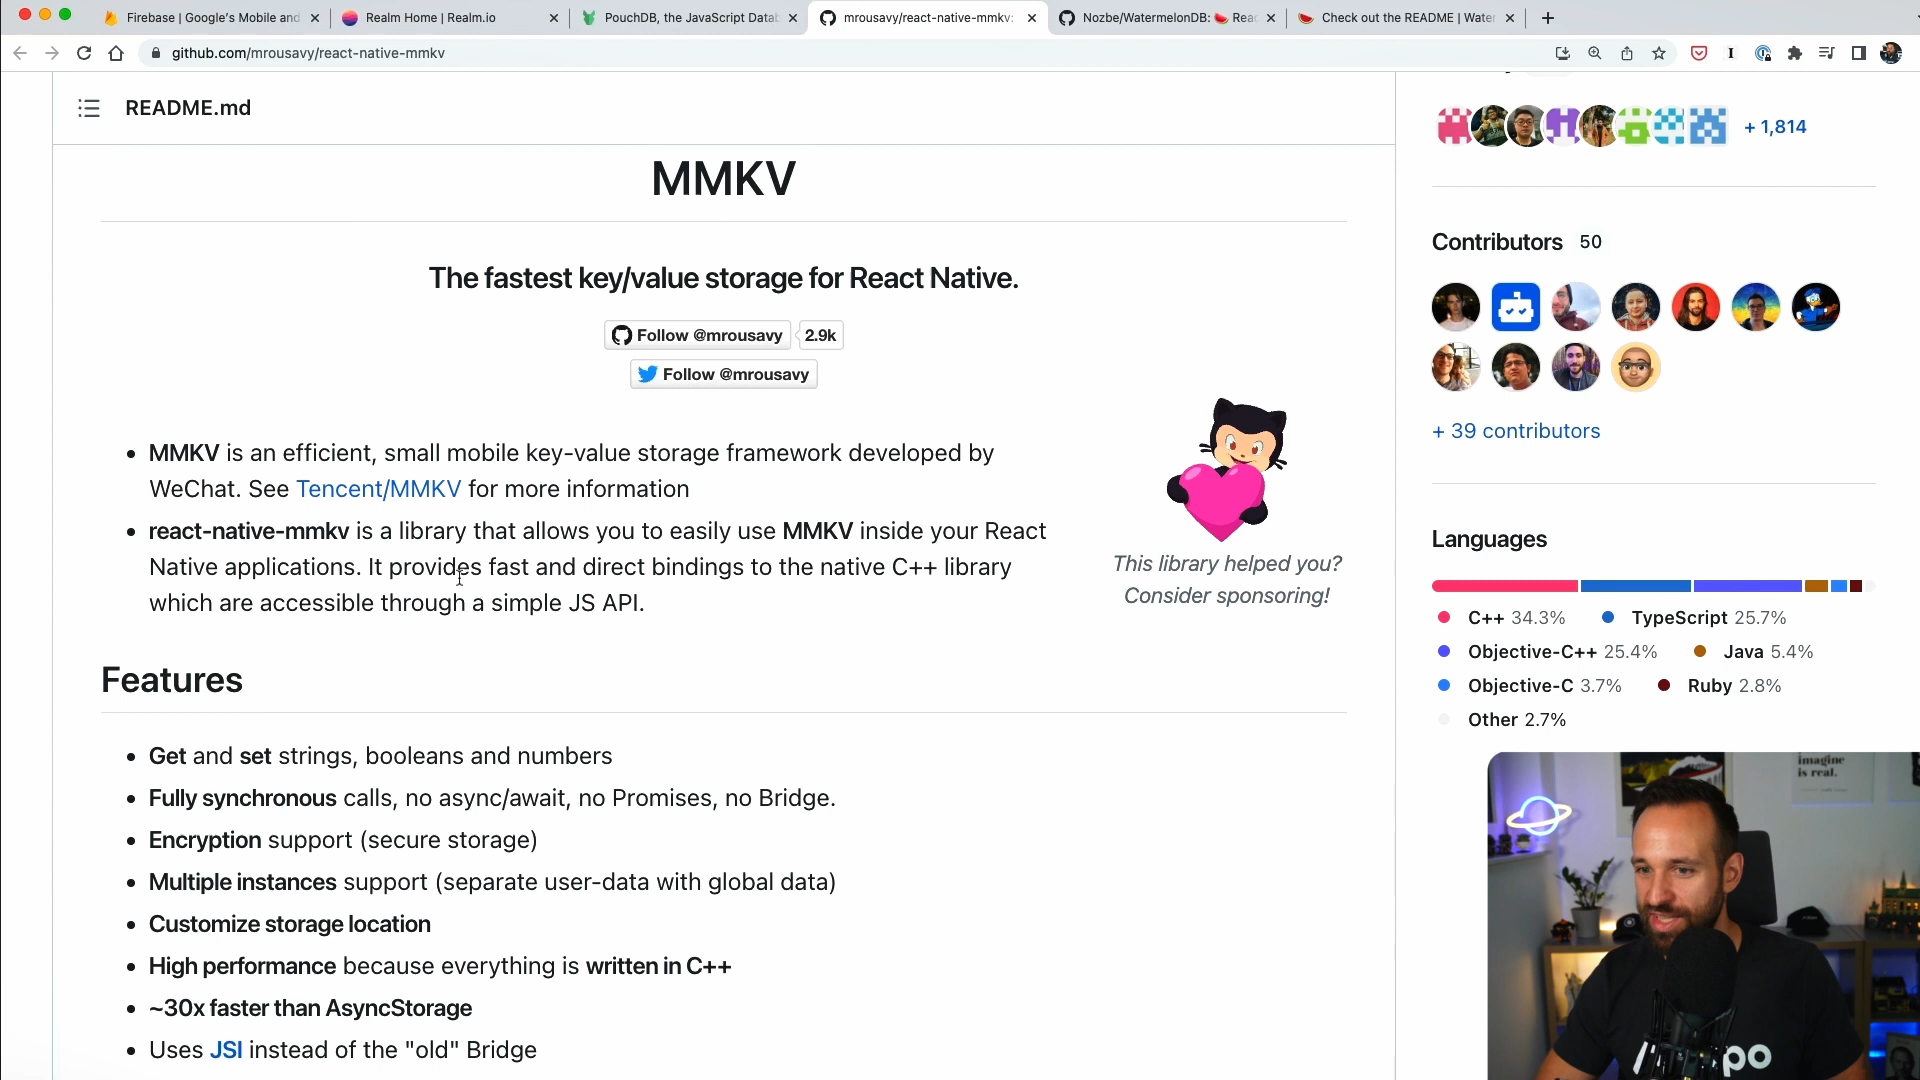 Firebase | Google's Mobile and
Realm Home | Realm.io
PouchDB, the JavaScript Datab
mrousavy/react-native-mmkv:
Nozbe/WatermelonDB: 🍉 Reac
Check out the README | Water
github.com/mrousavy/react-native-mmkv
README.md
MMKV
The fastest key/value storage for React Native.
Follow @mrousavy 2.9k
Follow @mrousavy
• MMKV is an efficient, small mobile key-value storage framework developed by
WeChat. See Tencent/MMKV for more information
• react-native-mmkv is a library that allows you to easily use MMKV inside your React
Native applications. It provides fast and direct bindings to the native C++ library
which are accessible through a simple JS API.
This library helped you?
Consider sponsoring!
Features
• Get and set strings, booleans and numbers
• Fully synchronous calls, no async/await, no Promises, no Bridge.
• Encryption support (secure storage)
• Multiple instances support (separate user-data with global data)
• Customize storage location
• High performance because everything is written in C++
• ~30x faster than AsyncStorage
• Uses JSI instead of the "old" Bridge
+ 1,814
Contributors 50
+ 39 contributors
Languages
C++ 34.3%
TypeScript 25.7%
Objective-C++ 25.4%
Java 5.4%
Objective-C 3.7%
Ruby 2.8%
Other 2.7%
imagine
is real.
po